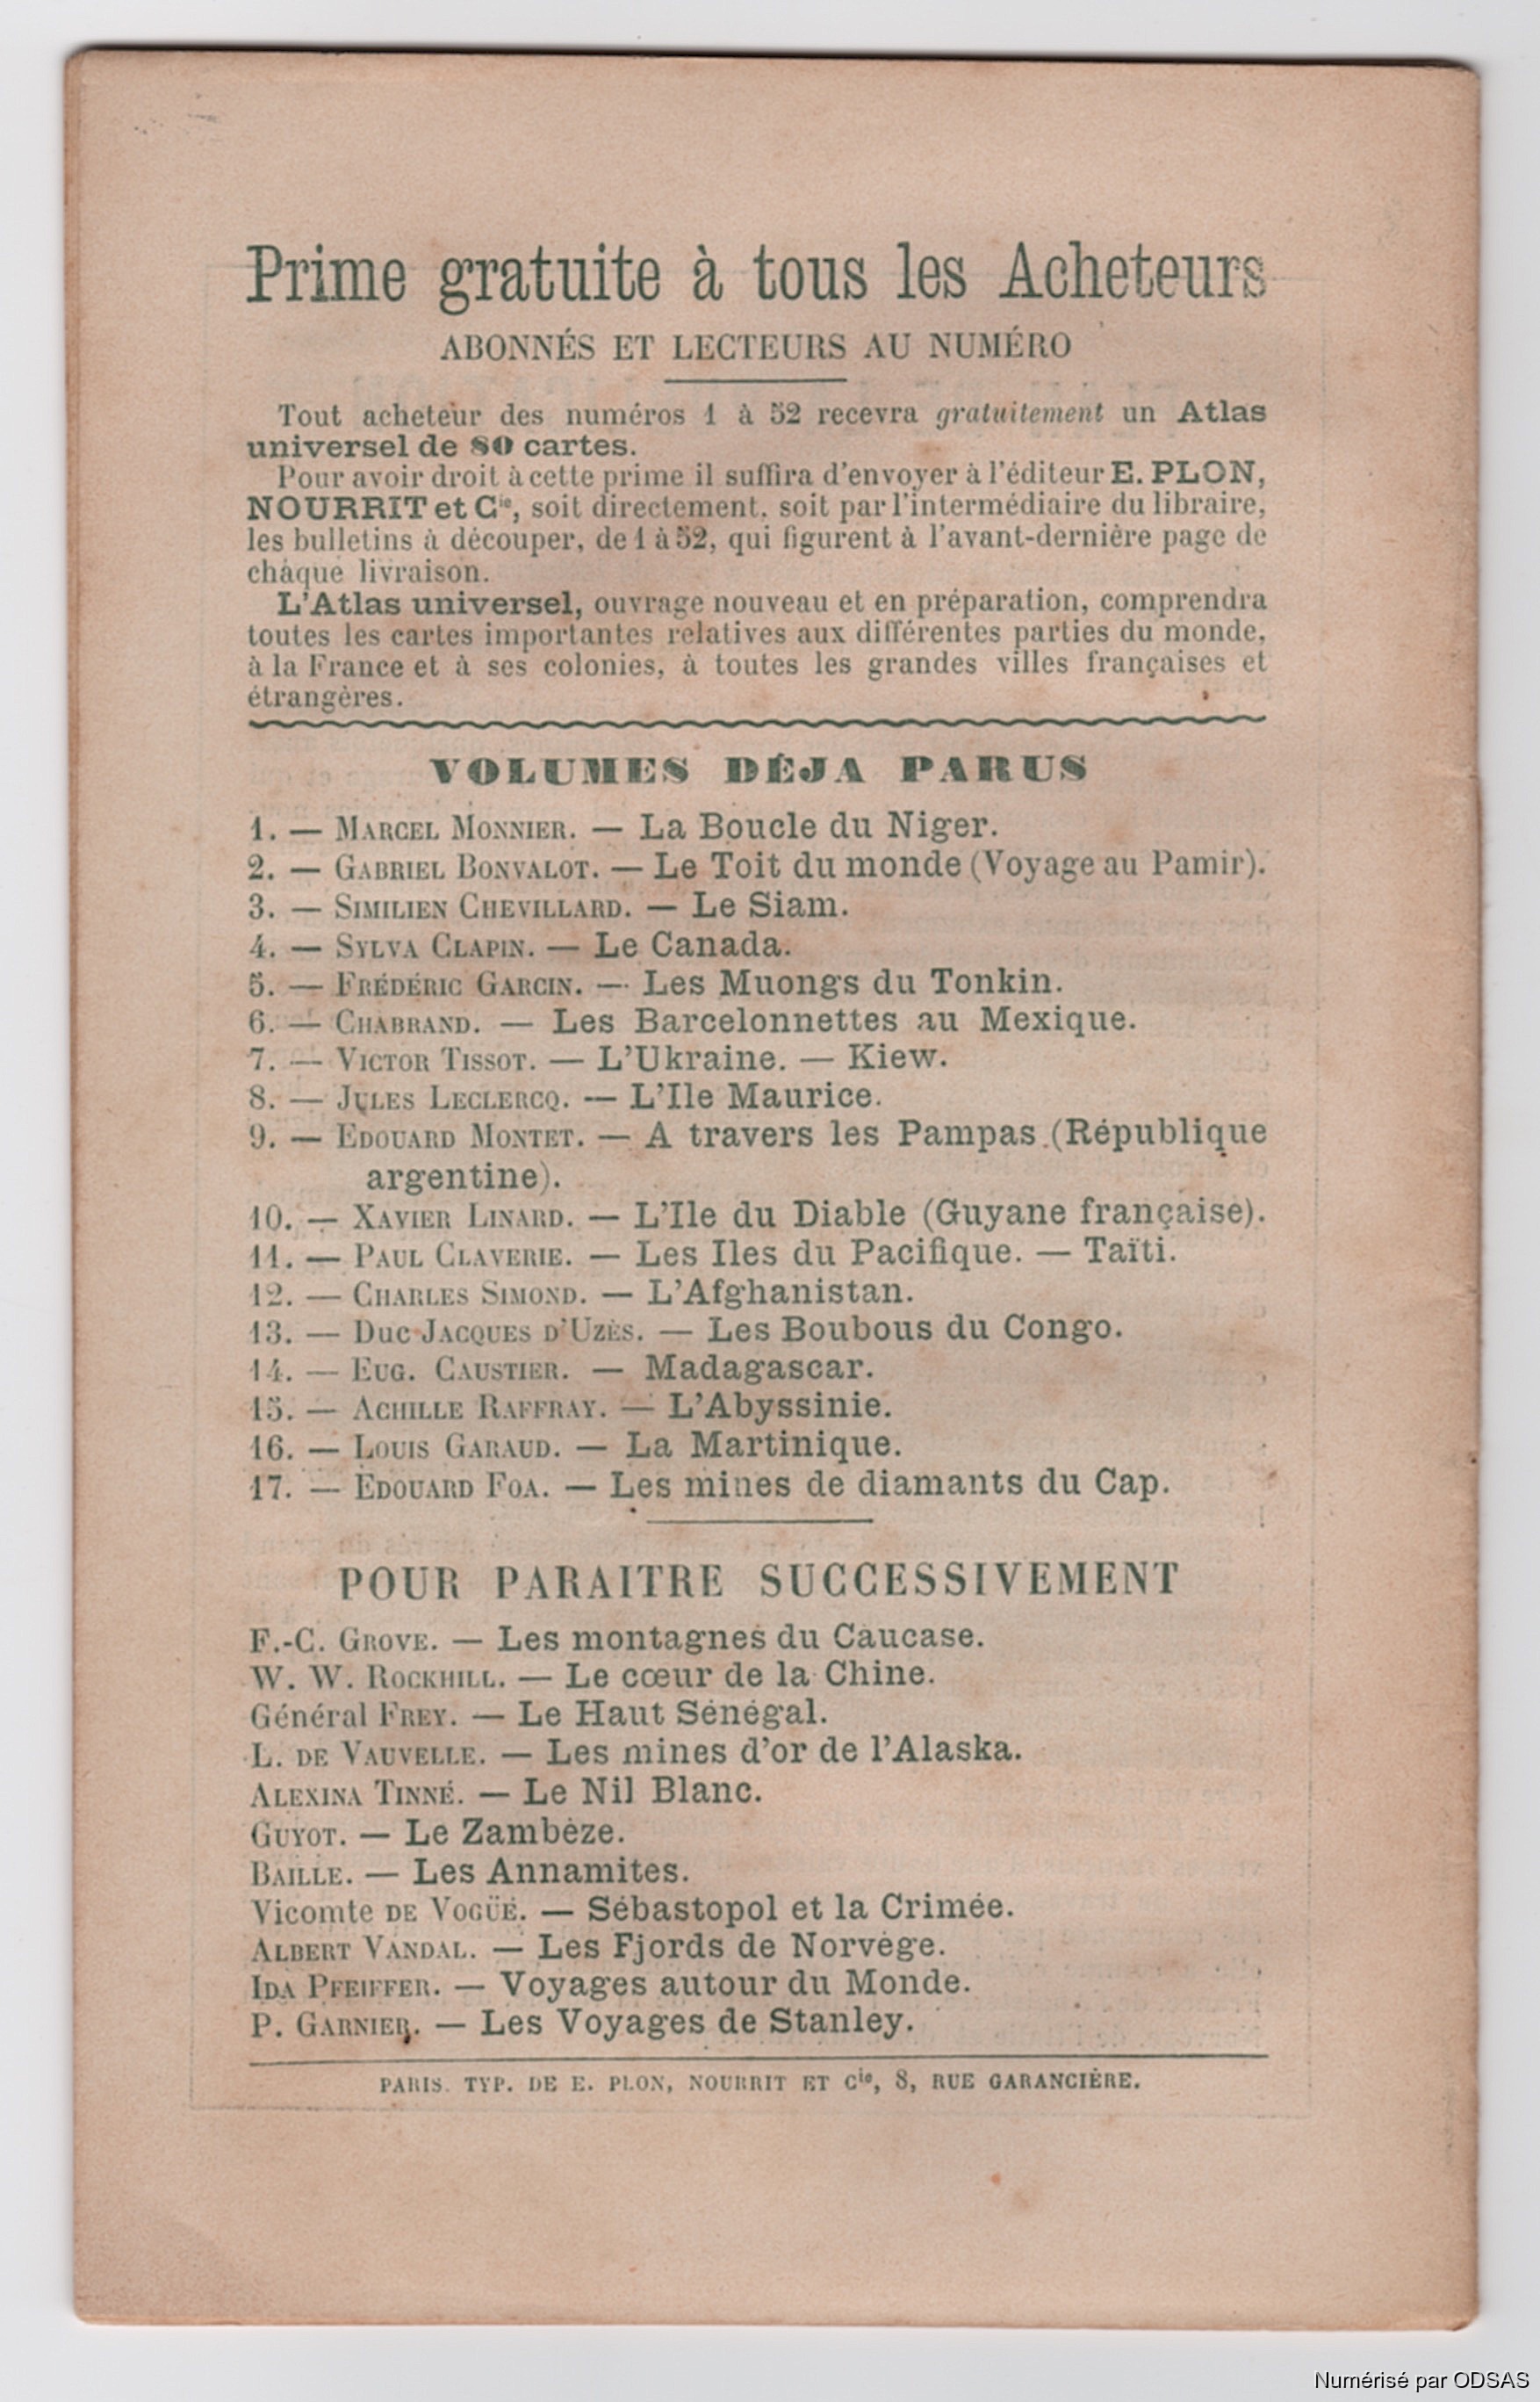 Prime gratuite à tous les Acheteurs
ABONNÉS ET LECTEURS AU NUMÉRO
Tout acheteur des numéros 1 à 52 recevra gratuitement un Atlas
universel de 80 cartes.
Pour avoir droit à cette prime il suffira d'envoyer à l'éditeur E. PLON,
NOURRIT et Cie, soit directement, soit par l'intermédiaire du libraire,
les bulletins à découper, de 1 à 52, qui figurent à l'avant-dernière page de
chaque livraison.
L'Atlas universel, ouvrage nouveau et en préparation, comprendra
toutes les cartes importantes relatives aux différentes parties du monde,
à la France et à ses colonies, à toutes les grandes villes françaises et
étrangères.
VOLUMES DÉJA PARUS
1. — MARCEL MONNIER. — La Boucle du Niger.
2. — GABRIEL BONVALOT. — Le Toit du monde (Voyage au Pamir).
3. — SIMILIEN CHEVILLARD. — Le Siam.
4. — SYLVA CLAPIN. — Le Canada.
5. — FRÉDÉRIC GARCIN. — Les Muongs du Tonkin.
6. — CHABRAND. — Les Barcelonnettes au Mexique.
7. — VICTOR TISSOT. — L'Ukraine. — Kiew.
8. — JULES LECLERCQ. — L'Ile Maurice.
9. — EDOUARD MONTET. — A travers les Pampas (République
argentine).
10. — XAVIER LINARD. — L'Ile du Diable (Guyane française).
11. — PAUL CLAVERIE. — Les Iles du Pacifique. — Taïti.
12. — CHARLES SIMOND. — L'Afghanistan.
13. — Duc JACQUES D'UZÈS. — Les Boubous du Congo.
14. — EUG. CAUSTIER. — Madagascar.
15. — ACHILLE RAFFRAY. — L'Abyssinie.
16. — LOUIS GARAUD. — La Martinique.
17. — EDOUARD FOA. — Les mines de diamants du Cap.
POUR PARAITRE SUCCESSIVEMENT
F.-C. GROVE. — Les montagnes du Caucase.
W. W. ROCKHILL. — Le cœur de la Chine.
Général FREY. — Le Haut Sénégal.
L. DE VAUVELLE. — Les mines d'or de l'Alaska.
ALEXINA TINNÉ. — Le Nil Blanc.
GUYOT. — Le Zambèze.
BAILLE. — Les Annamites.
Vicomte DE VOGÜÉ. — Sébastopol et la Crimée.
ALBERT VANDAL. — Les Fjords de Norvège.
IDA PFEIFFER. — Voyages autour du Monde.
P. GARNIER. — Les Voyages de Stanley.
PARIS. TYP. DE E. PLON, NOURRIT ET Cie, 8, RUE GARANCIÈRE.
Numérisé par ODSAS